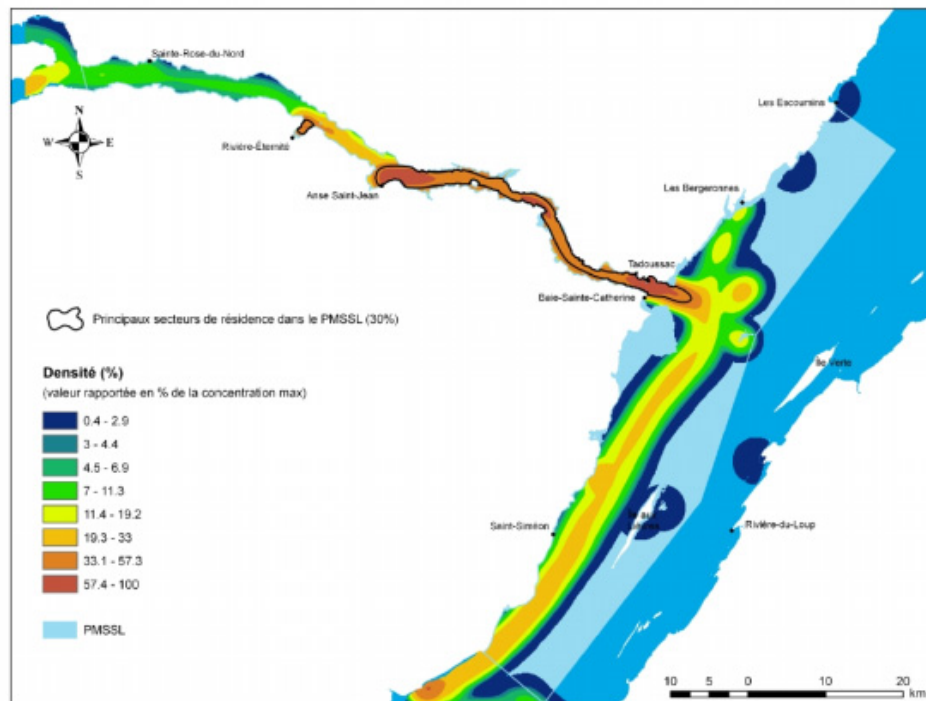 Sainte-Rose-du-Nord
Les Escoumins
N
W E
S
Rivière-Éternité
Anse Saint-Jean
Les Bergeronnes
Tadoussac
Baie-Sainte-Catherine
Principaux secteurs de résidence dans le PMSSL (30%)
Île Verte
Densité (%)
(valeur rapportée en % de la concentration max)
0.4 - 2.9
3 - 4.4
4.5 - 6.9
7 - 11.3
11.4 - 19.2
19.3 - 33
33.1 - 57.3
57.4 - 100
PMSSL
Saint-Siméon
Rivière-du-Loup
10 5 0 10 20
km